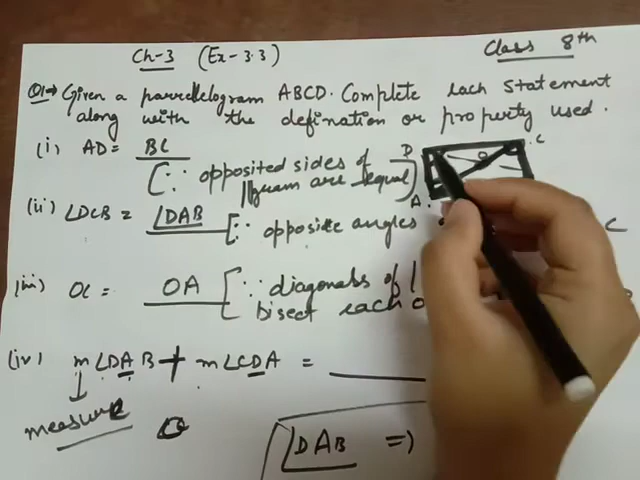 Ch-3 (Ex-3.3) Class 8th
Q1→ Given a parrellelogram ABCD. Complete each statement
along with the defination or property used.
(i) AD = BC
[∵ opposited sides of
||gram are equal]
D C
O
A
(ii) ∠DCB = ∠DAB [∵ opposite angles
C
(iii) OC = OA [∵ diagonals of
bisect each
(iv) m∠DAB + m∠CDA = ____
↓
measure
∠DAB ⇒)